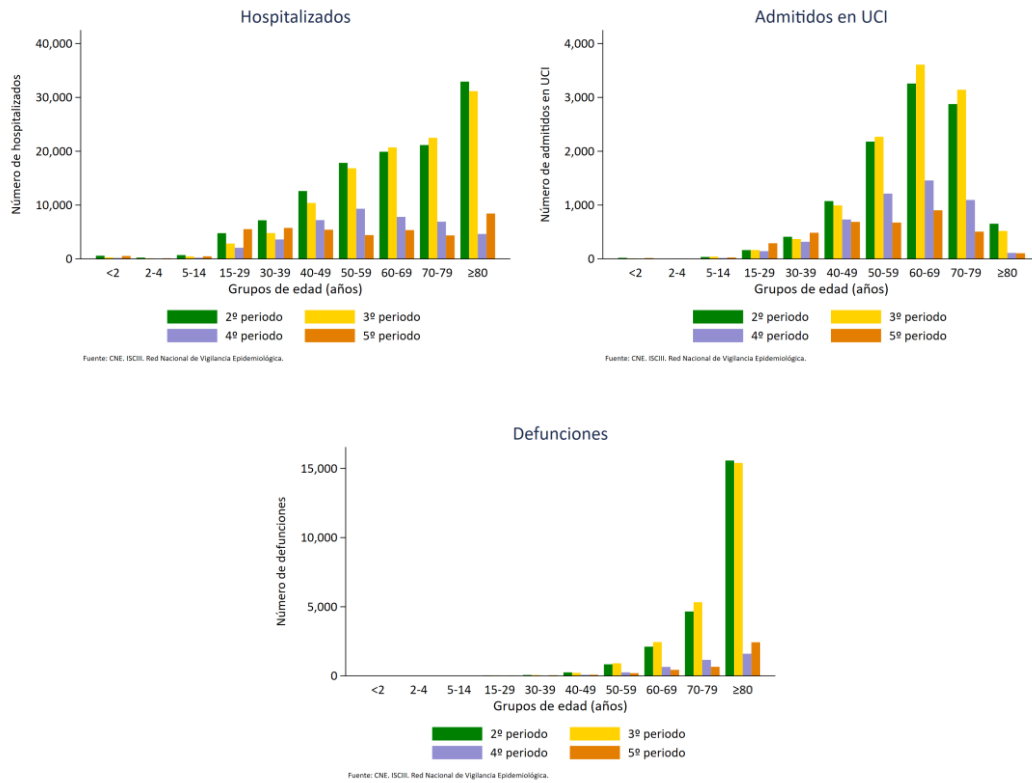 Hospitalizados
Número de hospitalizados
40,000
30,000
20,000
10,000
0
<2 2-4 5-14 15-29 30-39 40-49 50-59 60-69 70-79 ≥80
Grupos de edad (años)
2º periodo 3º periodo
4º periodo 5º periodo
Fuente: CNE. ISCIII. Red Nacional de Vigilancia Epidemiológica.
Admitidos en UCI
Número de admitidos en UCI
4,000
3,000
2,000
1,000
0
<2 2-4 5-14 15-29 30-39 40-49 50-59 60-69 70-79 ≥80
Grupos de edad (años)
2º periodo 3º periodo
4º periodo 5º periodo
Fuente: CNE. ISCIII. Red Nacional de Vigilancia Epidemiológica.
Defunciones
Número de defunciones
15,000
10,000
5,000
0
<2 2-4 5-14 15-29 30-39 40-49 50-59 60-69 70-79 ≥80
Grupos de edad (años)
2º periodo 3º periodo
4º periodo 5º periodo
Fuente: CNE. ISCIII. Red Nacional de Vigilancia Epidemiológica.